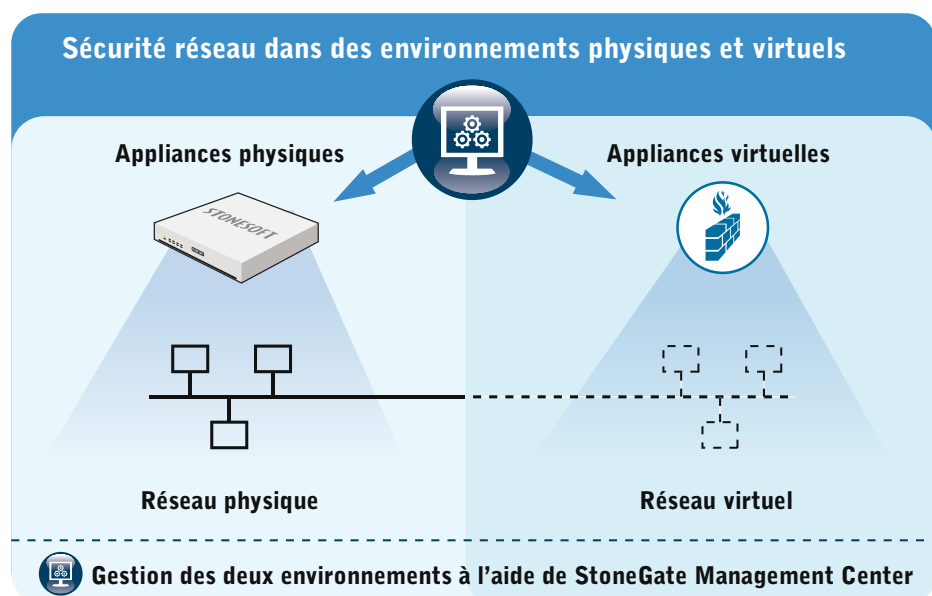 Sécurité réseau dans des environnements physiques et virtuels
Appliances physiques
Appliances virtuelles
STONESOFT
Réseau physique
Réseau virtuel
Gestion des deux environnements à l'aide de StoneGate Management Center